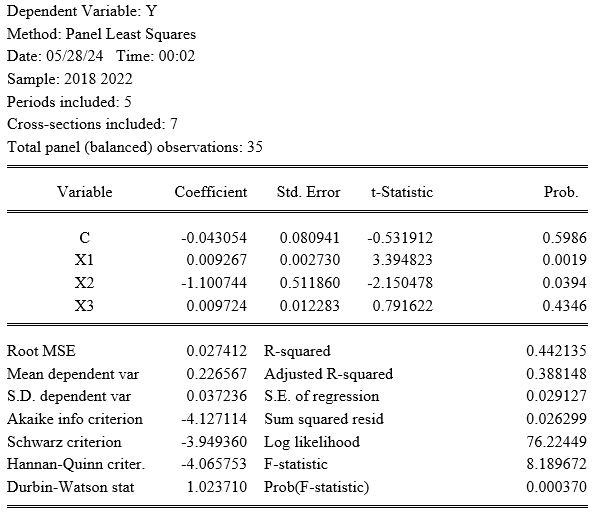 Dependent Variable: Y
Method: Panel Least Squares
Date: 05/28/24 Time: 00:02
Sample: 2018 2022
Periods included: 5
Cross-sections included: 7
Total panel (balanced) observations: 35
Variable Coefficient Std. Error t-Statistic Prob.
C -0.043054 0.080941 -0.531912 0.5986
X1 0.009267 0.002730 3.394823 0.0019
X2 -1.100744 0.511860 -2.150478 0.0394
X3 0.009724 0.012283 0.791622 0.4346
Root MSE 0.027412 R-squared 0.442135
Mean dependent var 0.226567 Adjusted R-squared 0.388148
S.D. dependent var 0.037236 S.E. of regression 0.029127
Akaike info criterion -4.127114 Sum squared resid 0.026299
Schwarz criterion -3.949360 Log likelihood 76.22449
Hannan-Quinn criter. -4.065753 F-statistic 8.189672
Durbin-Watson stat 1.023710 Prob(F-statistic) 0.000370